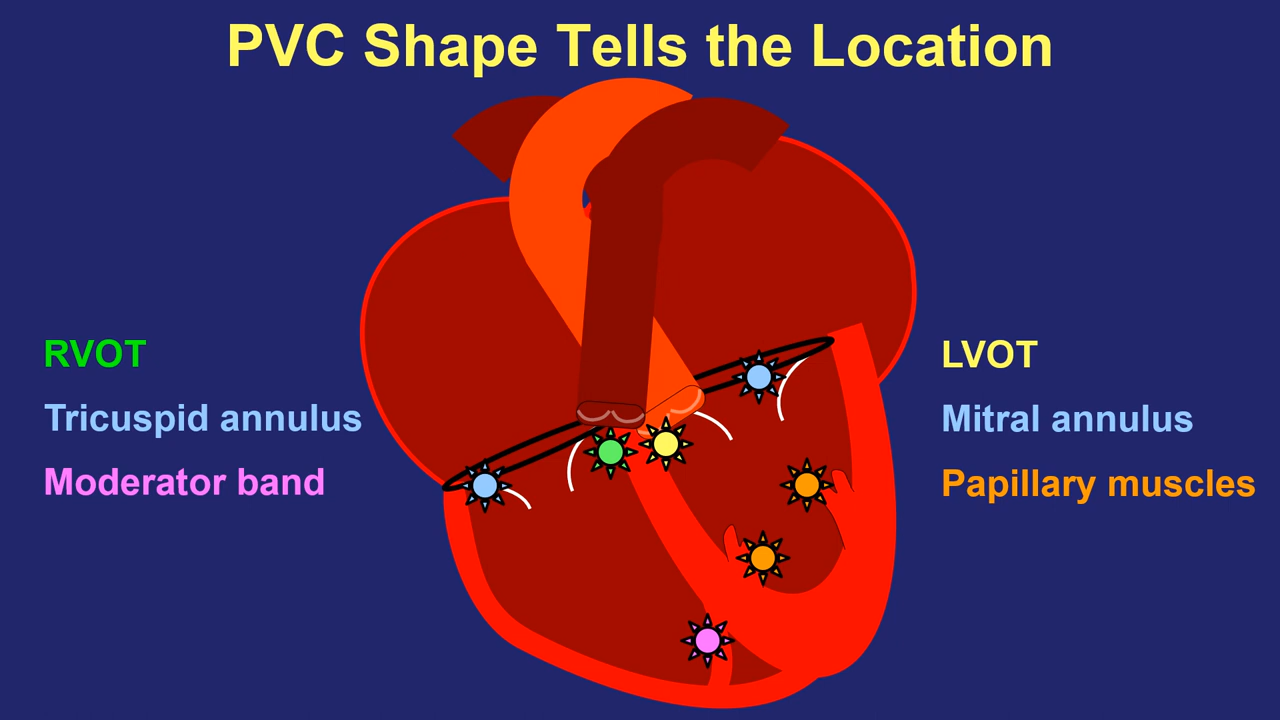 PVC Shape Tells the Location
RVOT
Tricuspid annulus
Moderator band
LVOT
Mitral annulus
Papillary muscles